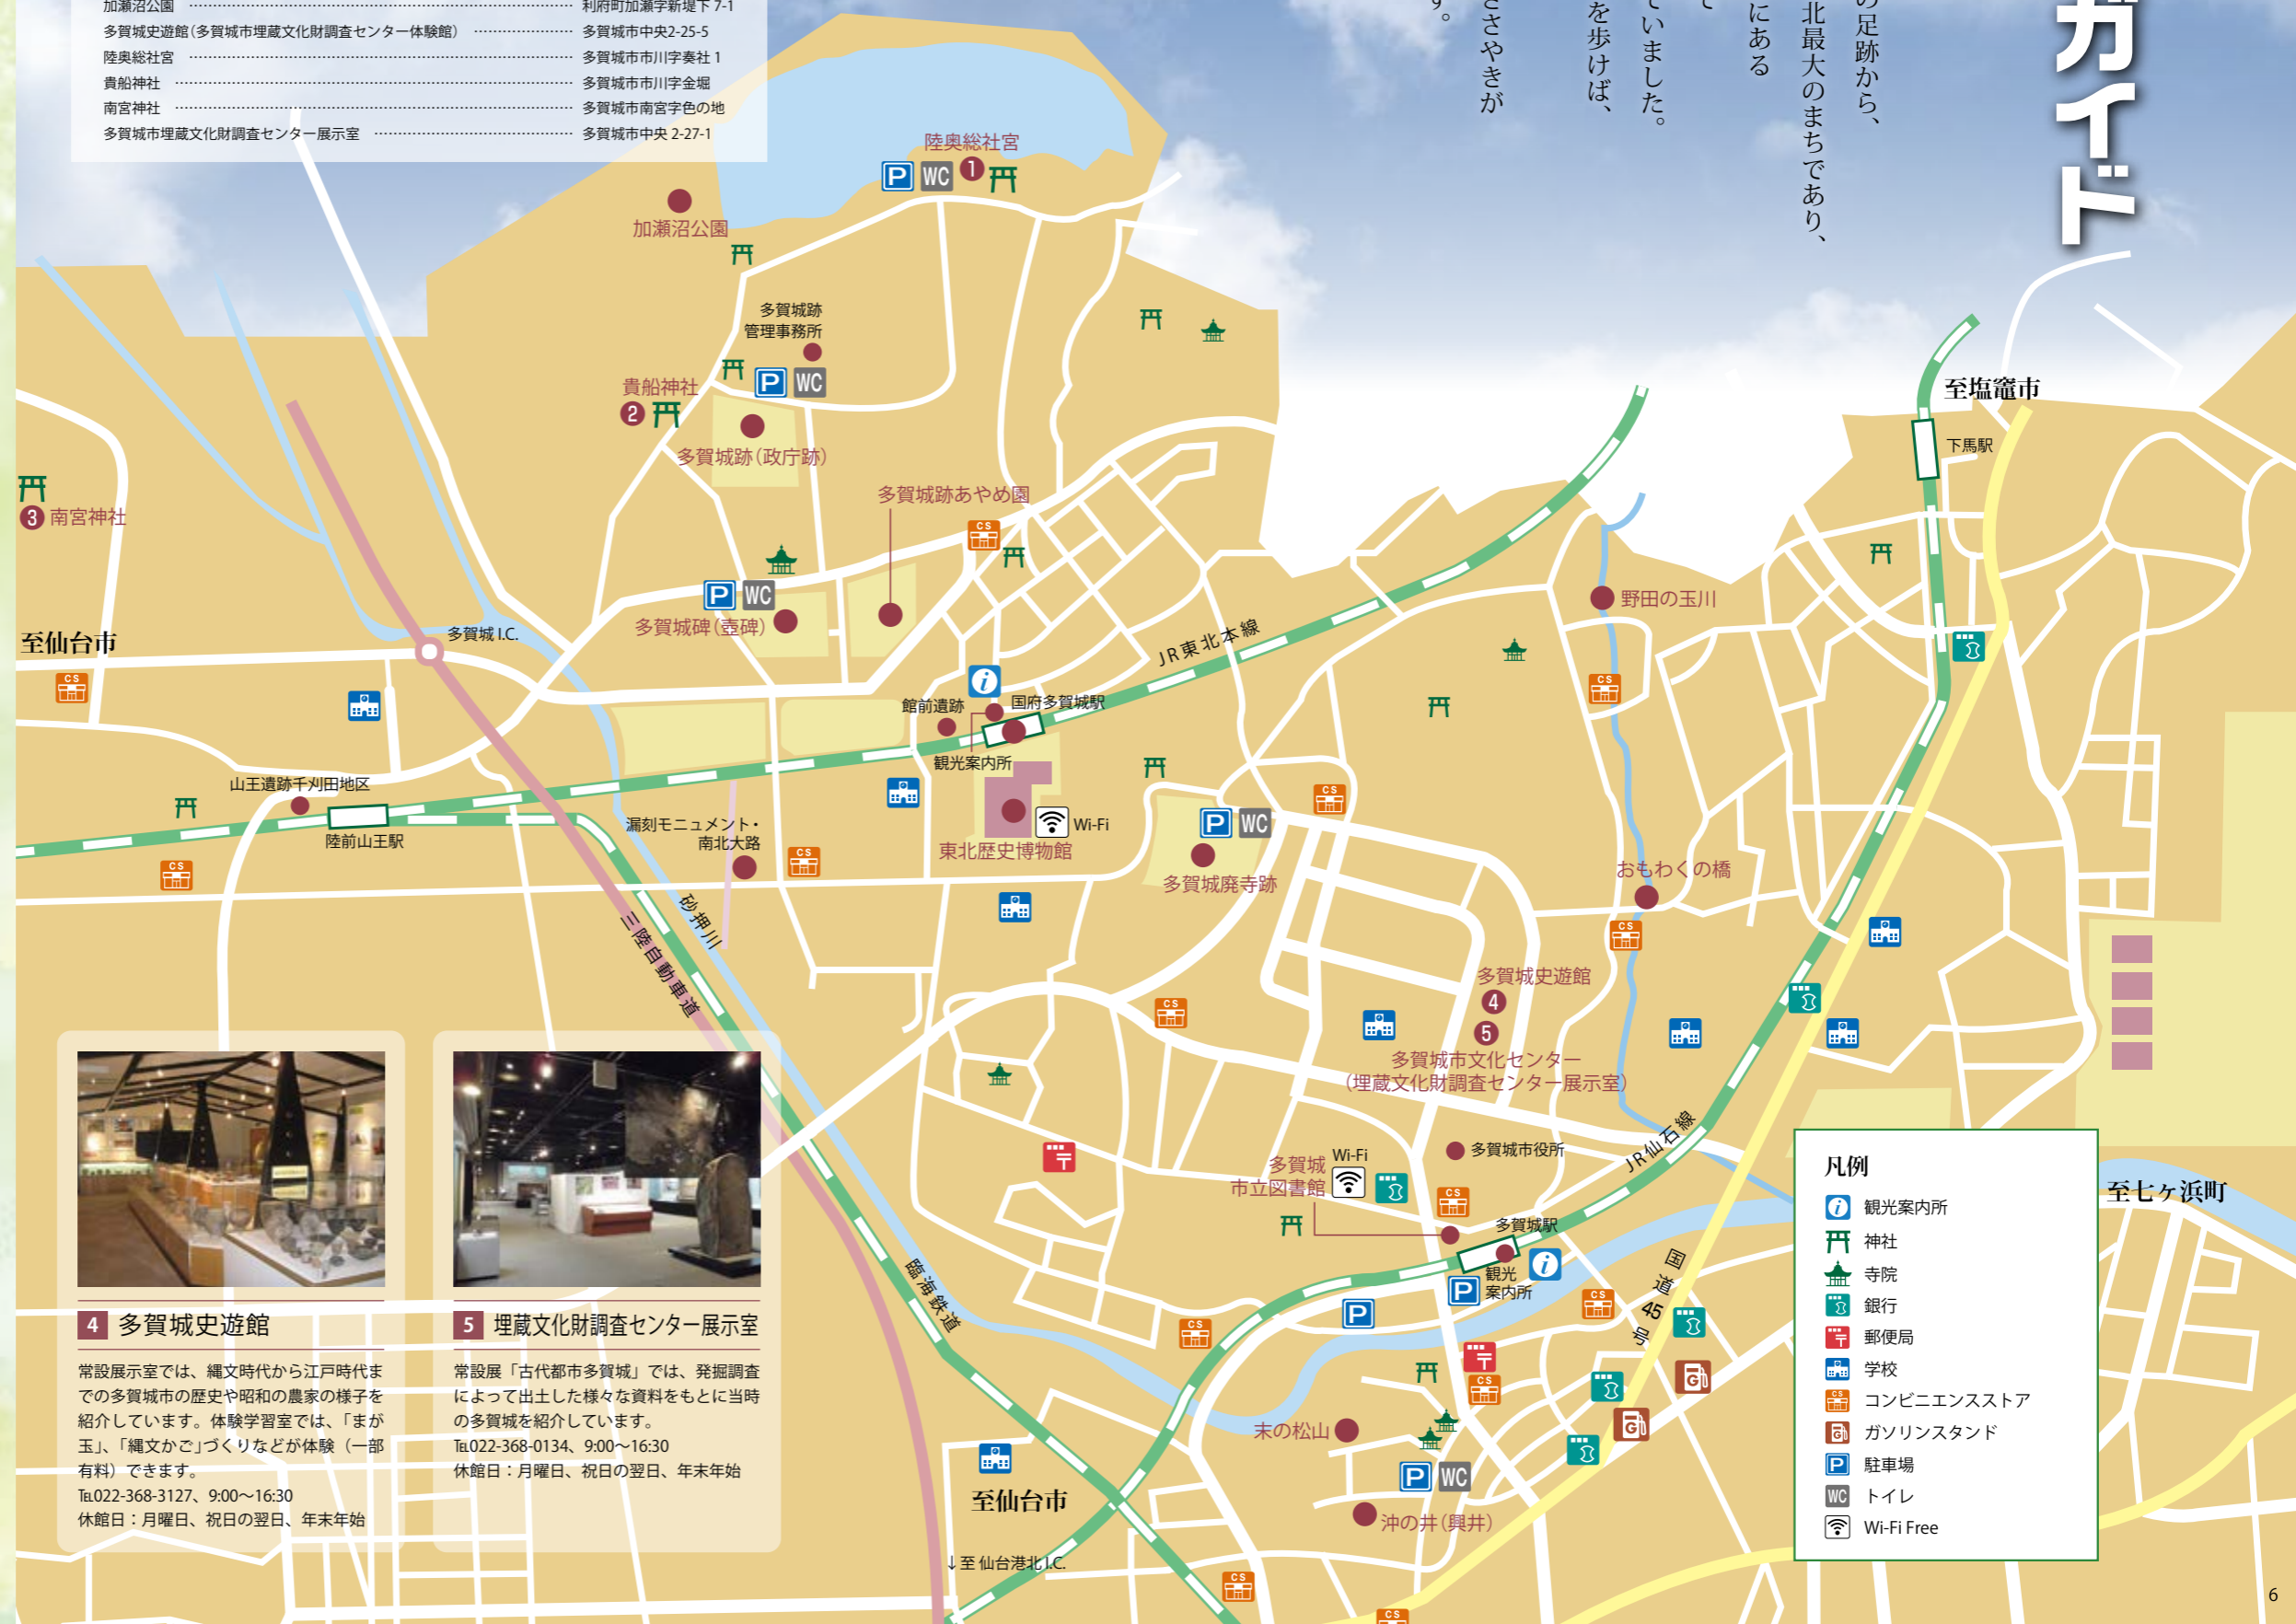 ガイド
の足跡から、
北最大のまちであり、
にある
て
ていました。
を歩けば、
ささやきが
す。
加瀬沼公園 利府町加瀬字新堤下 7-1
多賀城史遊館（多賀城市埋蔵文化財調査センター体験館） 多賀城市中央2-25-5
陸奥総社宮 多賀城市市川字奏社 1
貴船神社 多賀城市市川字金堀
南宮神社 多賀城市南宮字色の地
多賀城市埋蔵文化財調査センター展示室 多賀城市中央 2-27-1
陸奥総社宮
P WC 1
加瀬沼公園
多賀城跡
管理事務所
P WC
貴船神社
2
多賀城跡（政庁跡）
3 南宮神社
多賀城跡あやめ園
CS
P WC
多賀城碑（壺碑）
至塩竈市
下馬駅
野田の玉川
至仙台市
CS
多賀城 I.C.
JR東北本線
CS
館前遺跡
国府多賀城駅
観光案内所
山王遺跡千刈田地区
陸前山王駅
漏刻モニュメント・
南北大路
CS
CS
Wi-Fi
東北歴史博物館
P WC
CS
多賀城廃寺跡
おもわくの橋
CS
砂押川
三陸自動車道
多賀城史遊館
4
5
多賀城市文化センター
（埋蔵文化財調査センター展示室）
CS
多賀城市役所
JR仙石線
多賀城
市立図書館
Wi-Fi
CS
多賀城駅
観光
案内所
P
P
国道45号
CS
CS
臨海鉄道
CS
末の松山
P WC
沖の井（興井）
至仙台市
↓至 仙台港北 I.C.
CS
CS
至七ヶ浜町
4 多賀城史遊館
常設展示室では、縄文時代から江戸時代ま
での多賀城市の歴史や昭和の農家の様子を
紹介しています。体験学習室では、「まが
玉」、「縄文かご」づくりなどが体験（一部
有料）できます。
℡022-368-3127、9:00～16:30
休館日：月曜日、祝日の翌日、年末年始
5 埋蔵文化財調査センター展示室
常設展「古代都市多賀城」では、発掘調査
によって出土した様々な資料をもとに当時
の多賀城を紹介しています。
℡022-368-0134、9:00～16:30
休館日：月曜日、祝日の翌日、年末年始
凡例
観光案内所
神社
寺院
銀行
郵便局
学校
CS コンビニエンスストア
G ガソリンスタンド
P 駐車場
WC トイレ
Wi-Fi Free
6